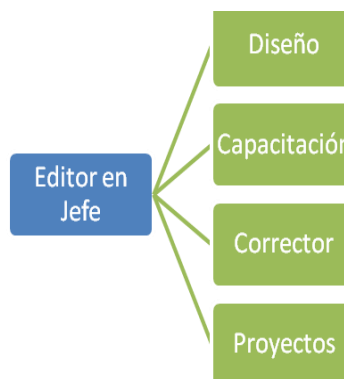 Diseño
Capacitación
Editor en
Jefe
Corrector
Proyectos